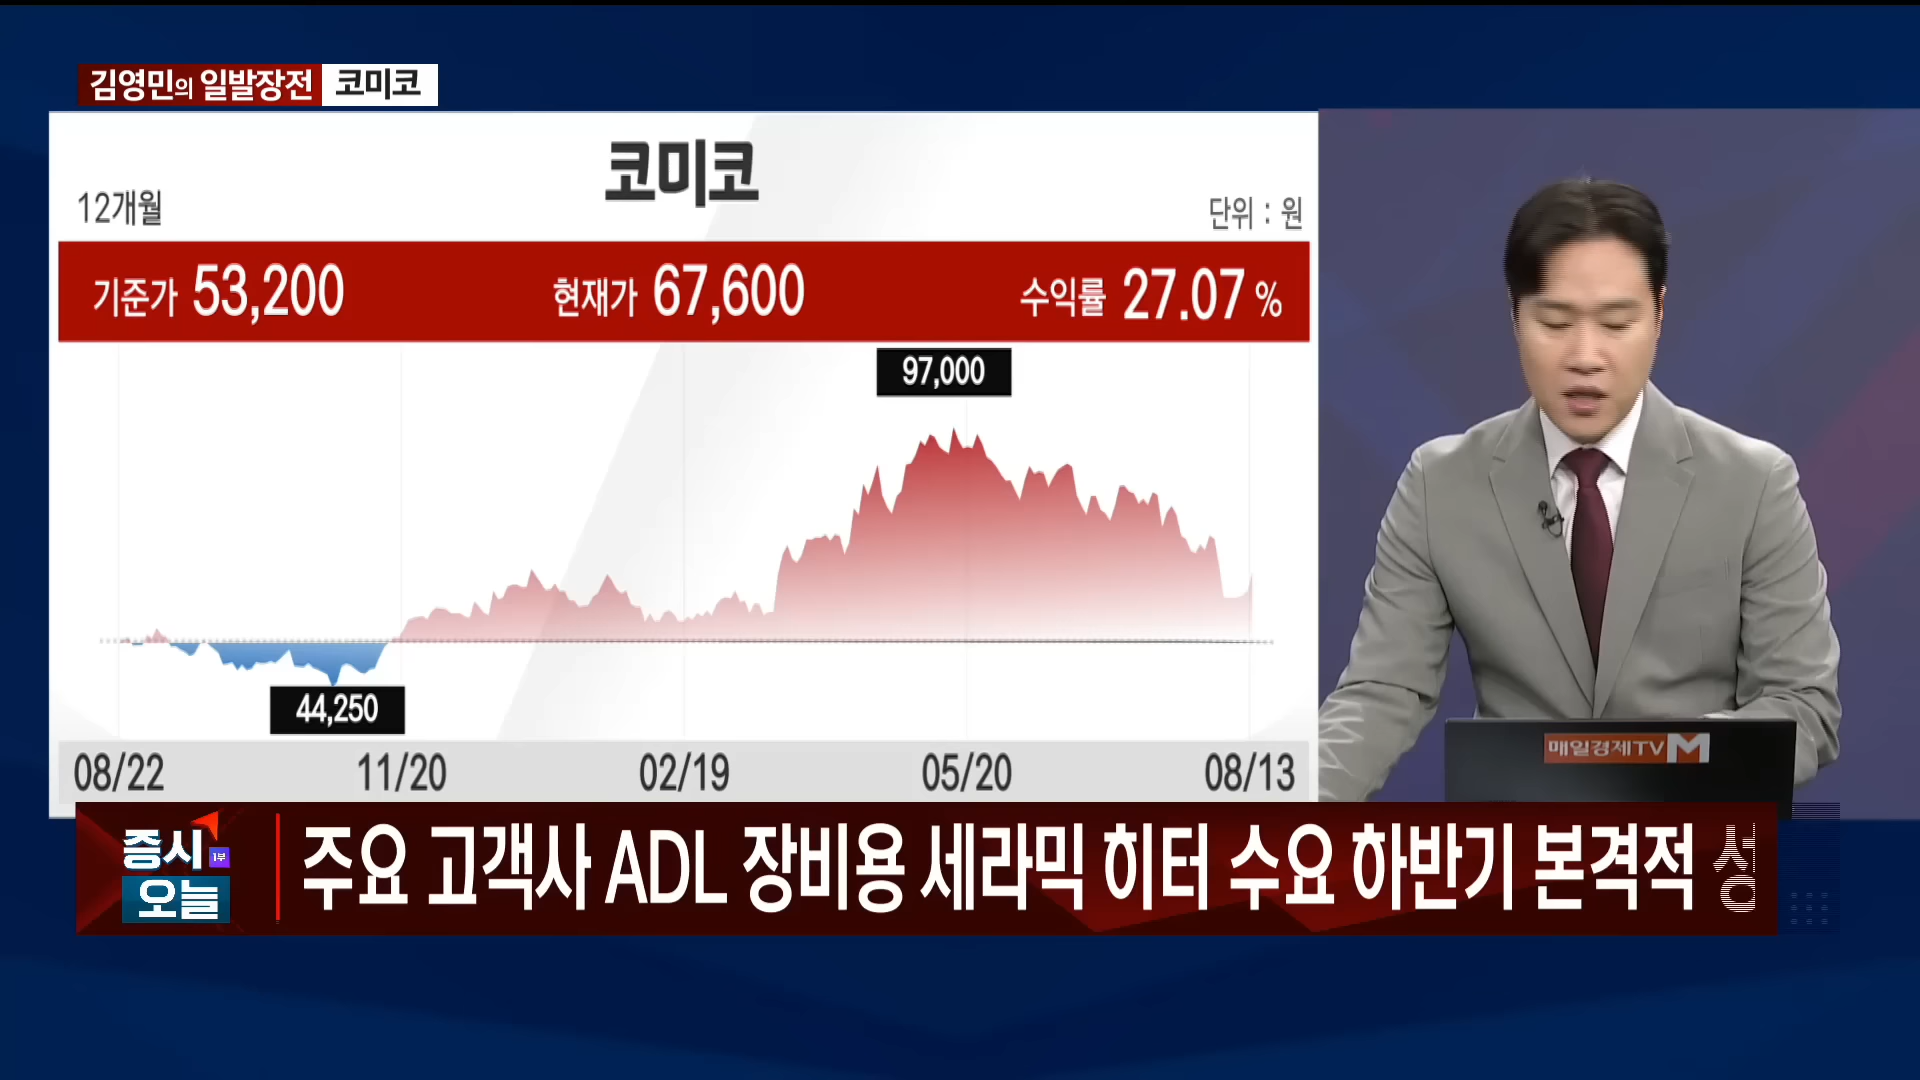 김영민의 일발장전 코미코
코미코
12개월
단위 : 원
기준가 53,200 현재가 67,600 수익률 27.07 %
97,000
44,250
08/22 11/20 02/19 05/20 08/13
매일경제TV M
증시 1부
오늘
주요 고객사 ADL 장비용 세라믹 히터 수요 하반기 본격적